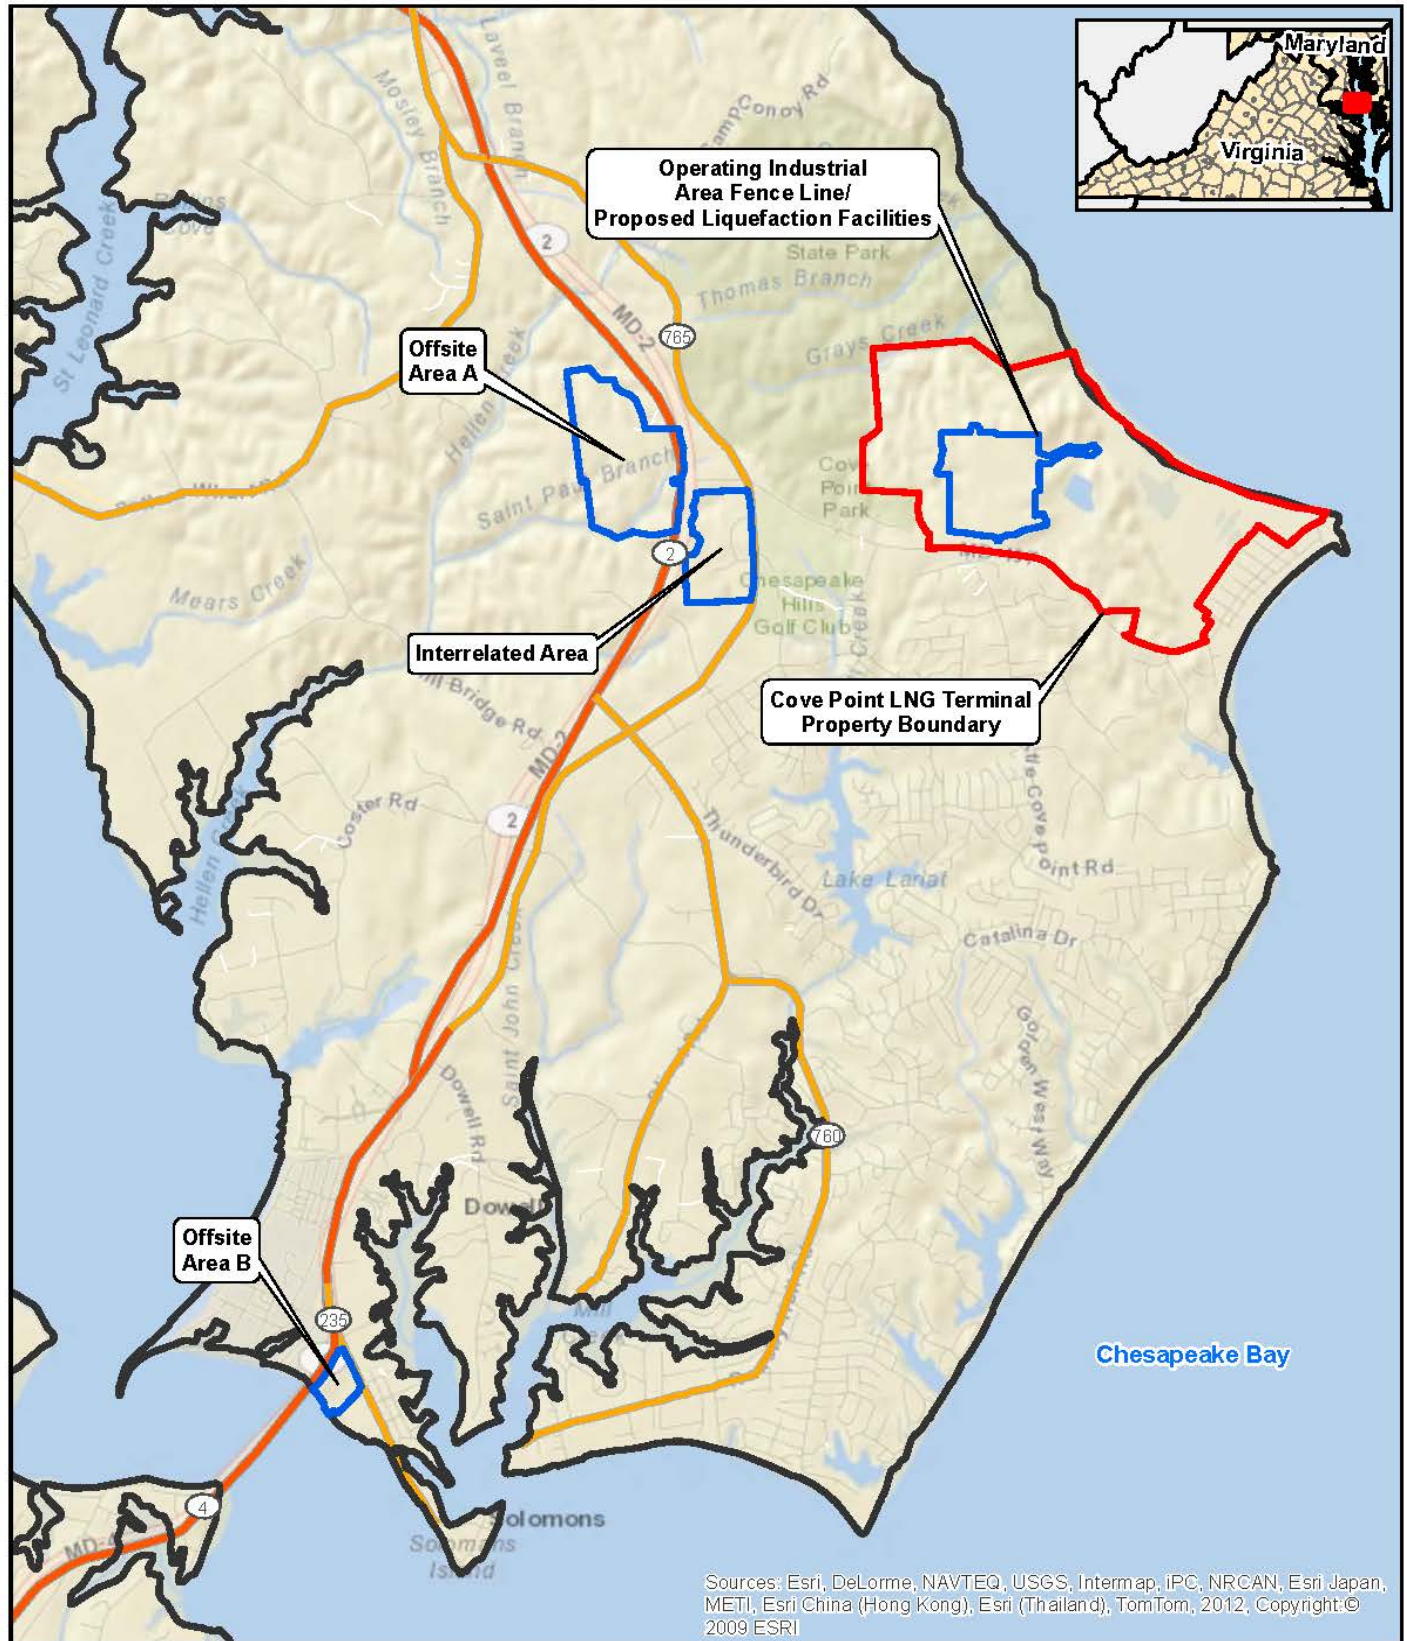 Maryland
Virginia
Laveel Branch
Mosley Branch
Conoy Rd
Operating Industrial
Area Fence Line/
Proposed Liquefaction Facilities
St Leonard Creek
Cove
2
State Park
Thomas Branch
MD-2
765
Grays Creek
Offsite
Area A
Hellen Creek
Saint Paul Branch
Cove
Point
Park
2
Mears Creek
Chesapeake
Hills
Golf Club
Interrelated Area
Bridge Rd
Cove Point LNG Terminal
Property Boundary
MD-2
Cove Point Rd
Coster Rd
2
Thunderbird Dr
Hellen Creek
Lake Lariat
Catalina Dr
Saint John Creek
Golden West Way
Dowell Rd
760
Dowell
Offsite
Area B
235
Mill
Chesapeake Bay
4
MD-4
Solomons
Solomons
Island
Sources: Esri, DeLorme, NAVTEQ, USGS, Intermap, iPC, NRCAN, Esri Japan,
METI, Esri China (Hong Kong), Esri (Thailand), TomTom, 2012, Copyright:©
2009 ESRI